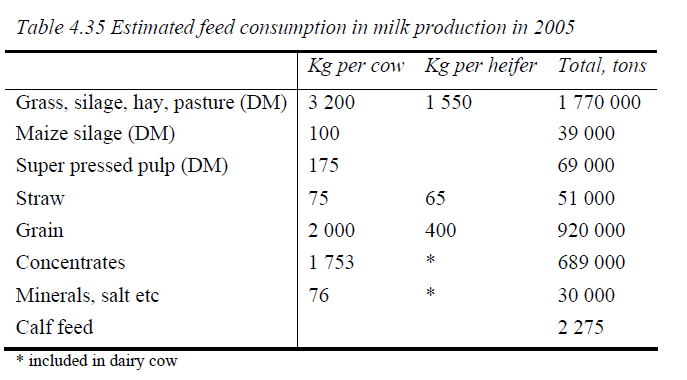 Table 4.35 Estimated feed consumption in milk production in 2005
Kg per cow Kg per heifer Total, tons
Grass, silage, hay, pasture (DM) 3 200 1 550 1 770 000
Maize silage (DM) 100 39 000
Super pressed pulp (DM) 175 69 000
Straw 75 65 51 000
Grain 2 000 400 920 000
Concentrates 1 753 * 689 000
Minerals, salt etc 76 * 30 000
Calf feed 2 275
* included in dairy cow